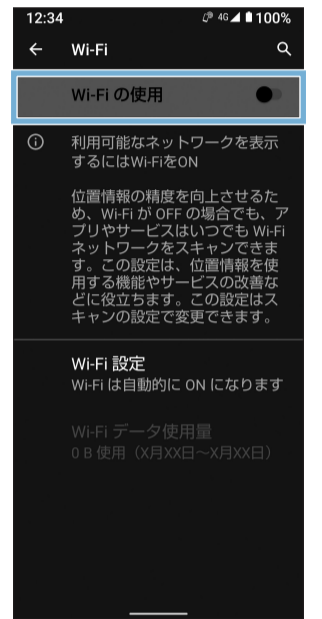 12:34 4G 100%
Wi-Fi
Wi-Fi の使用
利用可能なネットワークを表示
するにはWi-FiをON
位置情報の精度を向上させるた
め、Wi-Fi が OFF の場合でも、ア
プリやサービスはいつでも Wi-Fi
ネットワークをスキャンできま
す。この設定は、位置情報を使
用する機能やサービスの改善な
どに役立ちます。この設定はス
キャンの設定で変更できます。
Wi-Fi 設定
Wi-Fi は自動的に ON になります
Wi-Fi データ使用量
0 B 使用（X月XX日～X月XX日）